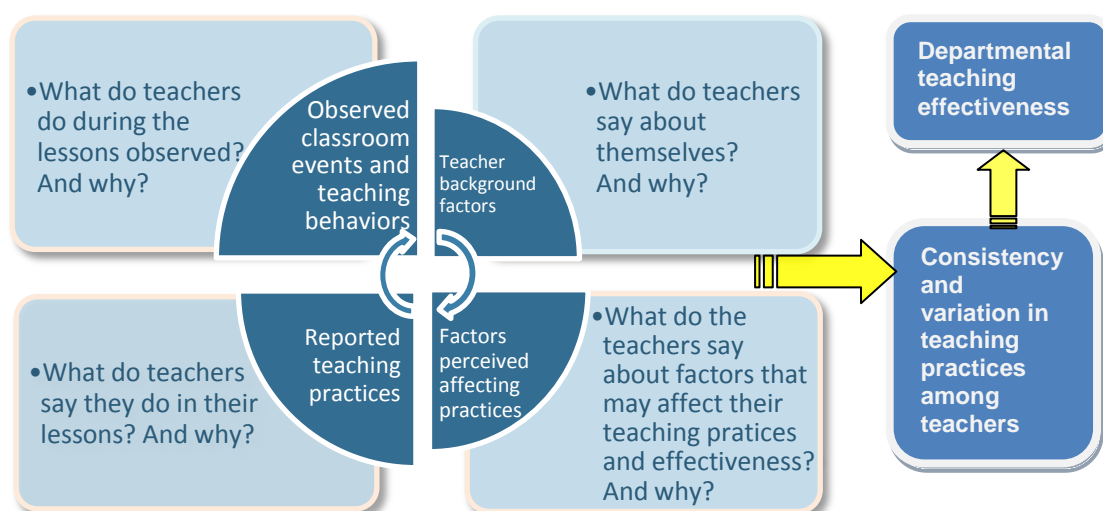 •What do teachers
do during the
lessons observed?
And why?
Observed
classroom
events and
teaching
behaviors
Teacher
background
factors
•What do teachers
say about
themselves?
And why?
Reported
teaching
practices
•What do teachers
say they do in their
lessons? And why?
Factors
perceived
affecting
practices
•What do the
teachers say
about factors that
may affect their
teaching pratices
and effectiveness?
And why?
Departmental
teaching
effectiveness
Consistency
and
variation in
teaching
practices
among
teachers